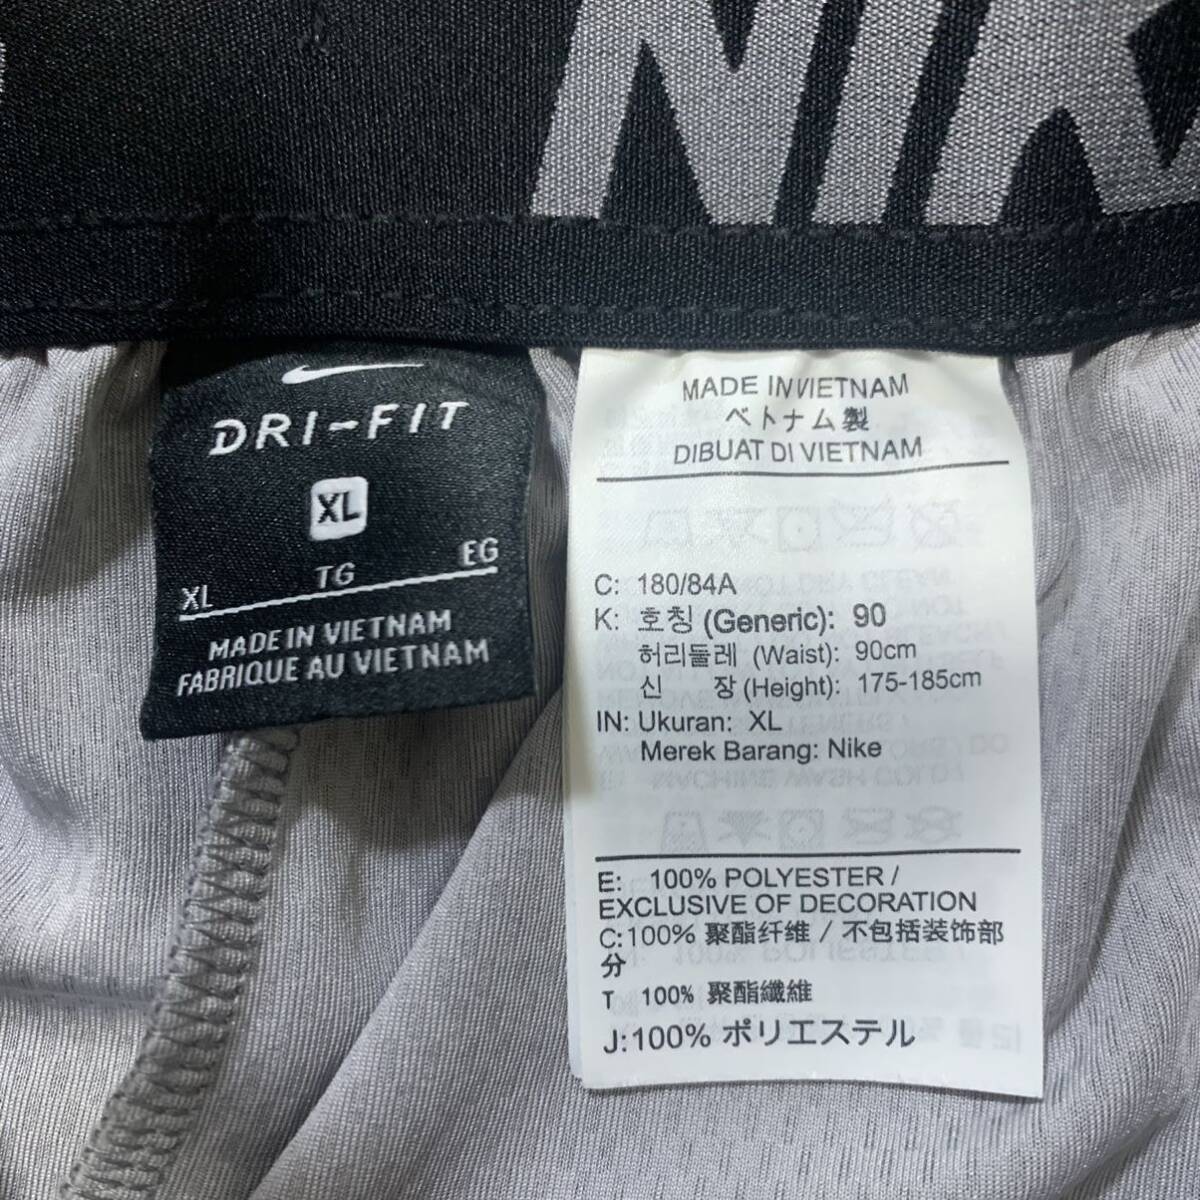 NIK
DRI-FIT
XL
XL TG EG
MADE IN VIETNAM
FABRIQUE AU VIETNAM
MADE IN VIETNAM
ベトナム製
DIBUAT DI VIETNAM
C: 180/84A
K: 호칭 (Generic): 90
허리둘레 (Waist): 90cm
신 장 (Height): 175-185cm
IN: Ukuran: XL
Merek Barang: Nike
E: 100% POLYESTER /
EXCLUSIVE OF DECORATION
C:100% 聚酯纤维 / 不包括装饰部
分
T 100% 聚酯纖維
J:100% ポリエステル